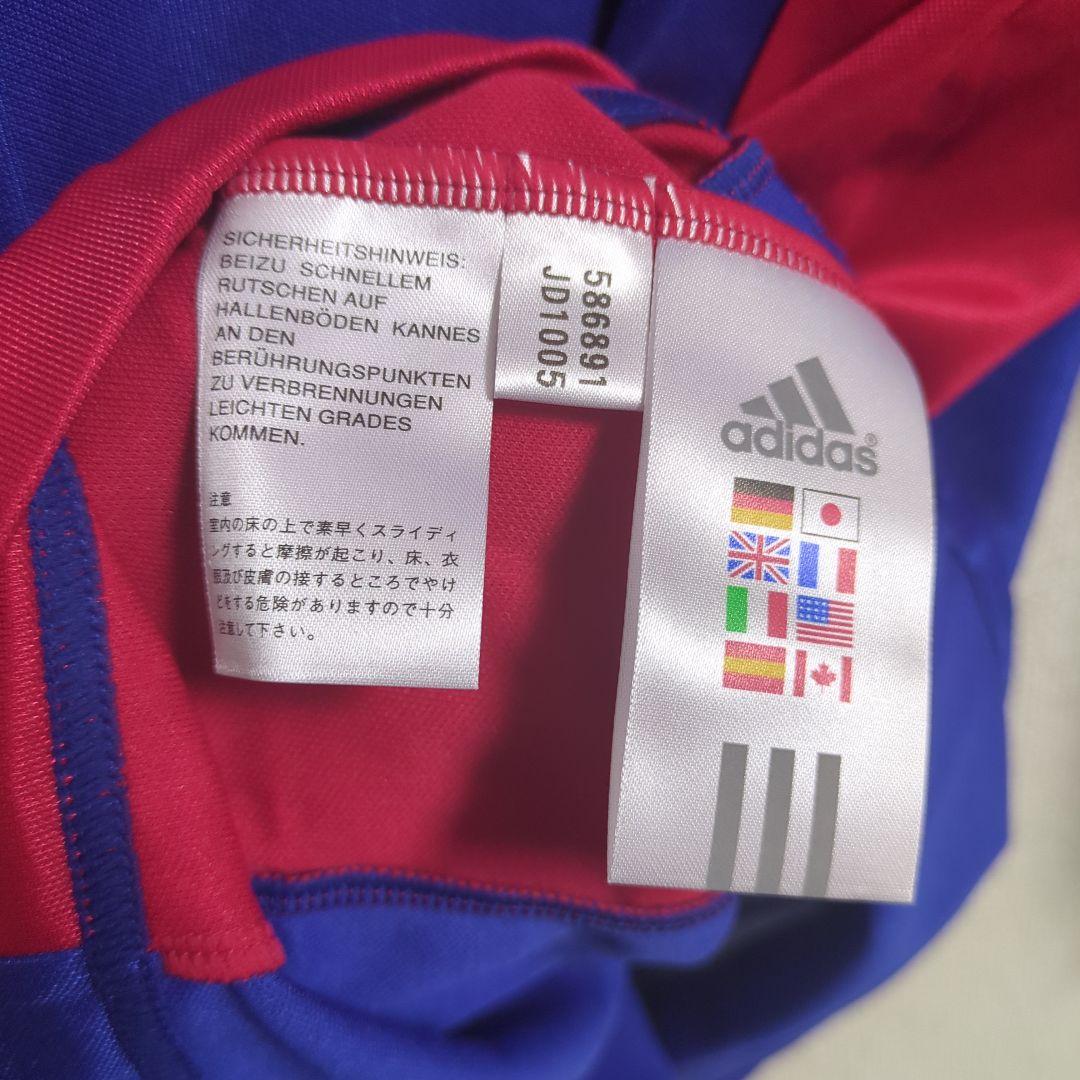 SICHERHEITSHINWEIS:
BEIZU SCHNELLEM
RUTSCHEN AUF
HALLENBÖDEN KANNES
AN DEN
BERÜHRUNGSPUNKTEN
ZU VERBRENNUNGEN
LEICHTEN GRADES
KOMMEN.
注意
室内の床の上で素早くスライディ
ングすると摩擦が起こり、床、衣
服及び皮膚の接するところでやけ
どをする危険がありますので十分
注意して下さい。
586891
JD1005
adidas®